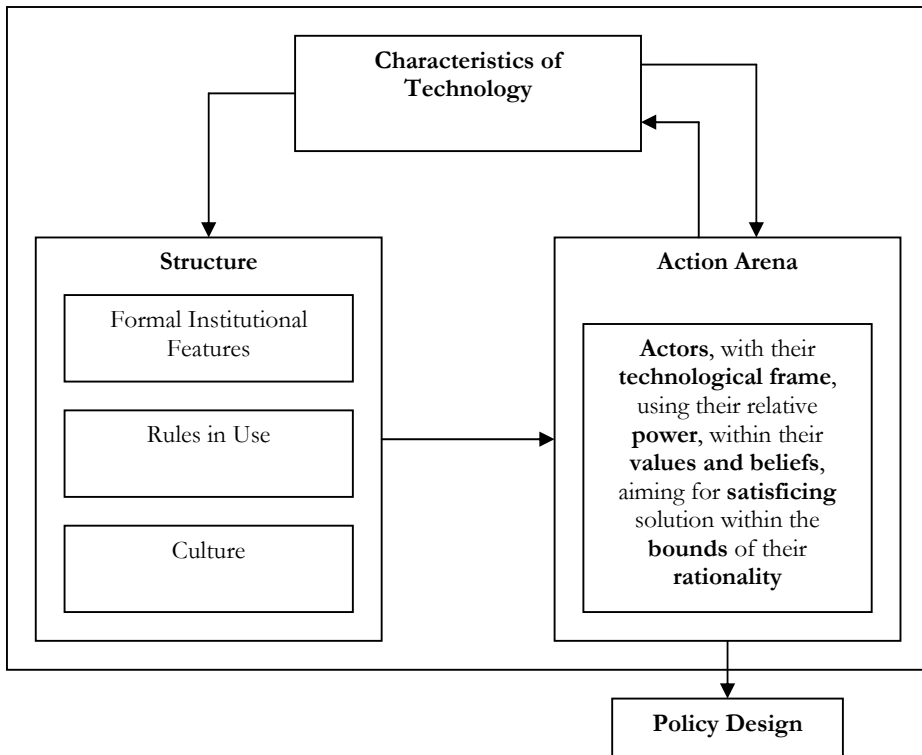 Characteristics of
Technology
Structure
Formal Institutional
Features
Rules in Use
Culture
Action Arena
Actors, with their
technological frame,
using their relative
power, within their
values and beliefs,
aiming for satisficing
solution within the
bounds of their
rationality
Policy Design